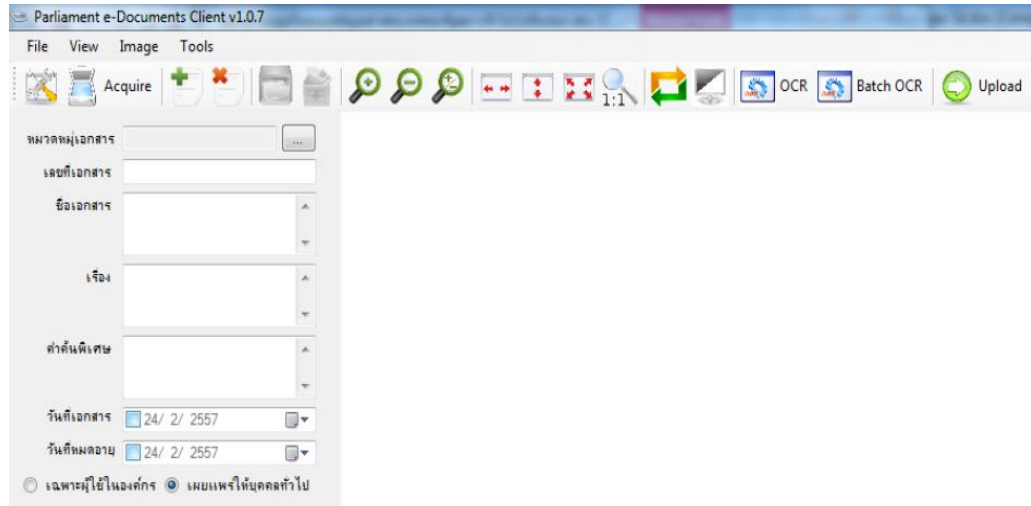 Parliament e-Documents Client v1.0.7
File View Image Tools
Acquire 1:1 OCR Batch OCR Upload
หมวดหมู่เอกสาร ...
เลขที่เอกสาร
ชื่อเอกสาร
เรื่อง
คำค้นพิเศษ
วันที่เอกสาร 24/ 2/ 2557
วันที่หมดอายุ 24/ 2/ 2557
เฉพาะผู้ใช้ในองค์กร เผยแพร่ให้บุคคลทั่วไป